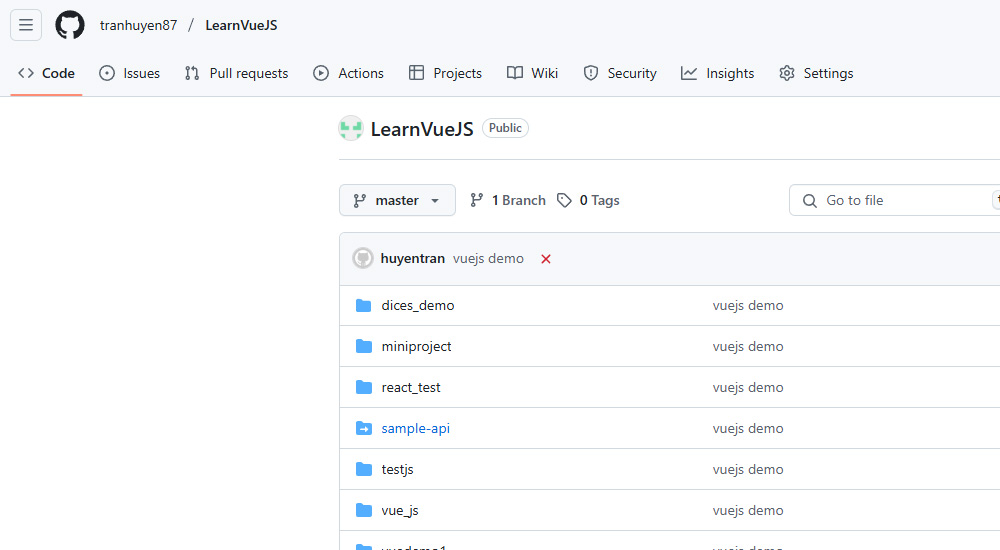 tranhuyen87 / LearnVueJS
Code Issues Pull requests Actions Projects Wiki Security Insights Settings
LearnVueJS Public
master 1 Branch 0 Tags Go to file
huyentran vuejs demo
dices_demo vuejs demo
miniproject vuejs demo
react_test vuejs demo
sample-api vuejs demo
testjs vuejs demo
vue_js vuejs demo